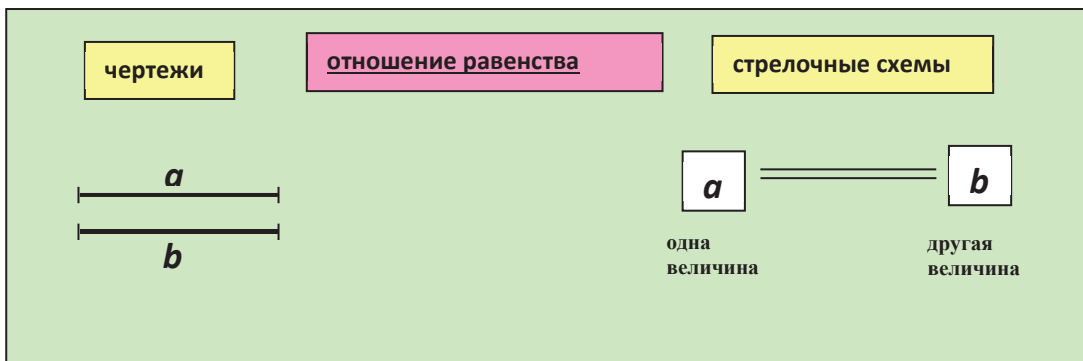 чертежи
отношение равенства
стрелочные схемы
a
b
a
b
одна
величина
другая
величина